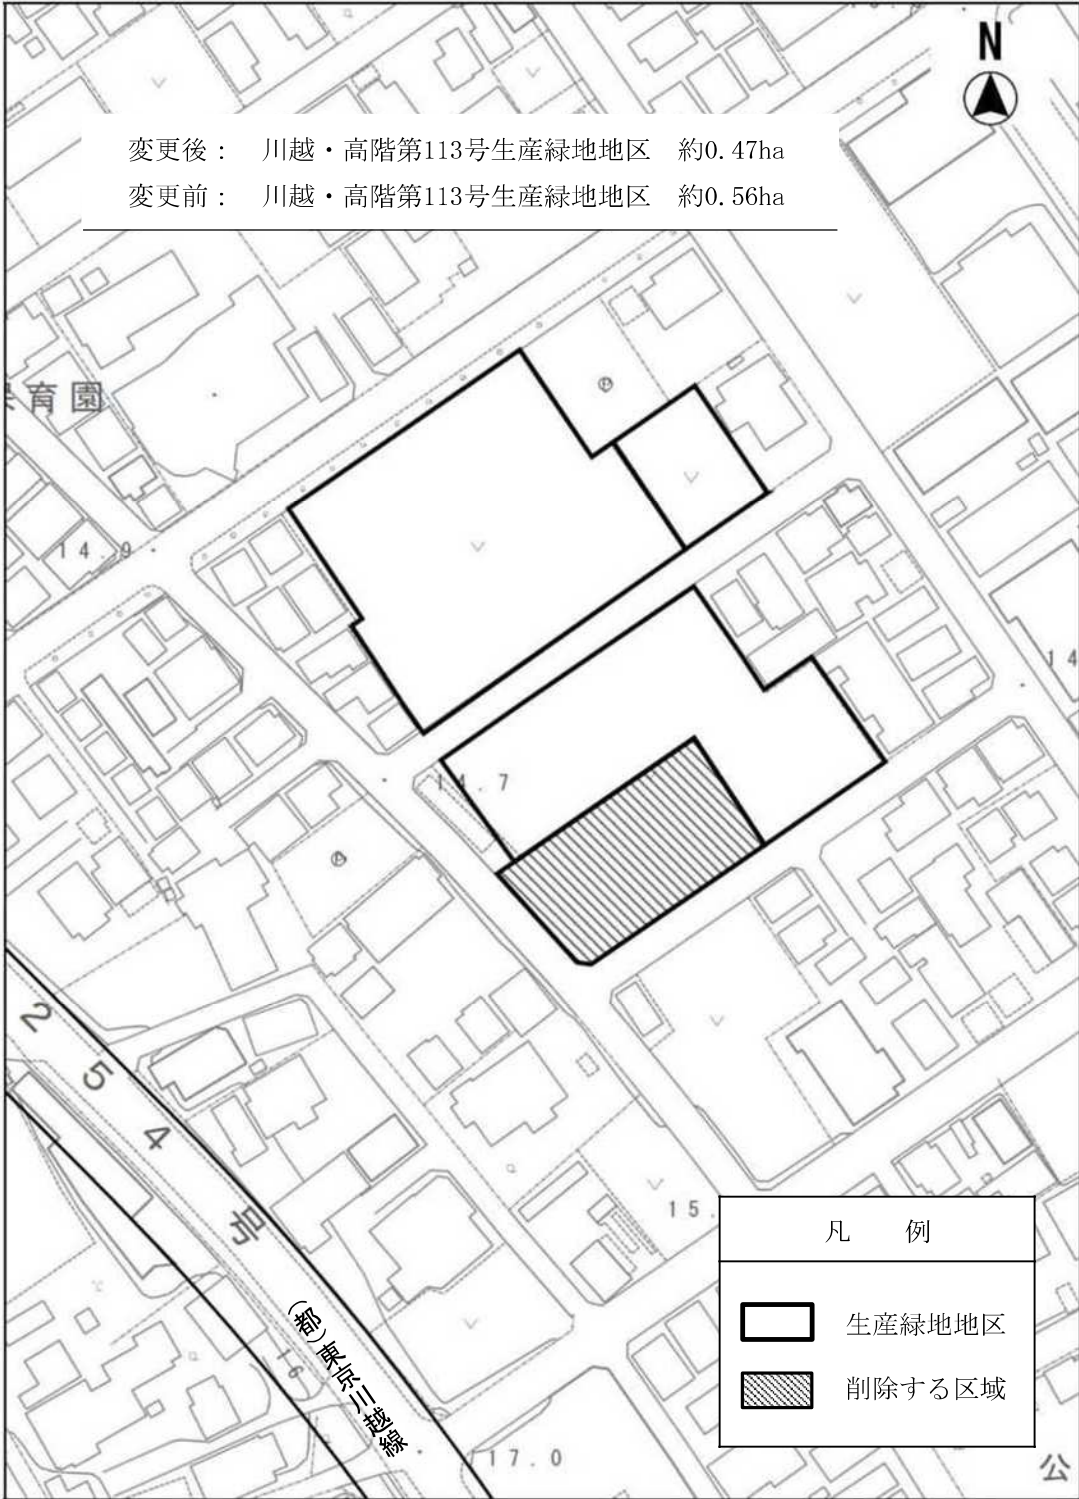 N
変更後： 川越・高階第113号生産緑地地区 約0.47ha
変更前： 川越・高階第113号生産緑地地区 約0.56ha
育園
14.9
14
14.7
254号
15.
凡 例
生産緑地地区
削除する区域
(都)東京川越線
16
17.0
公